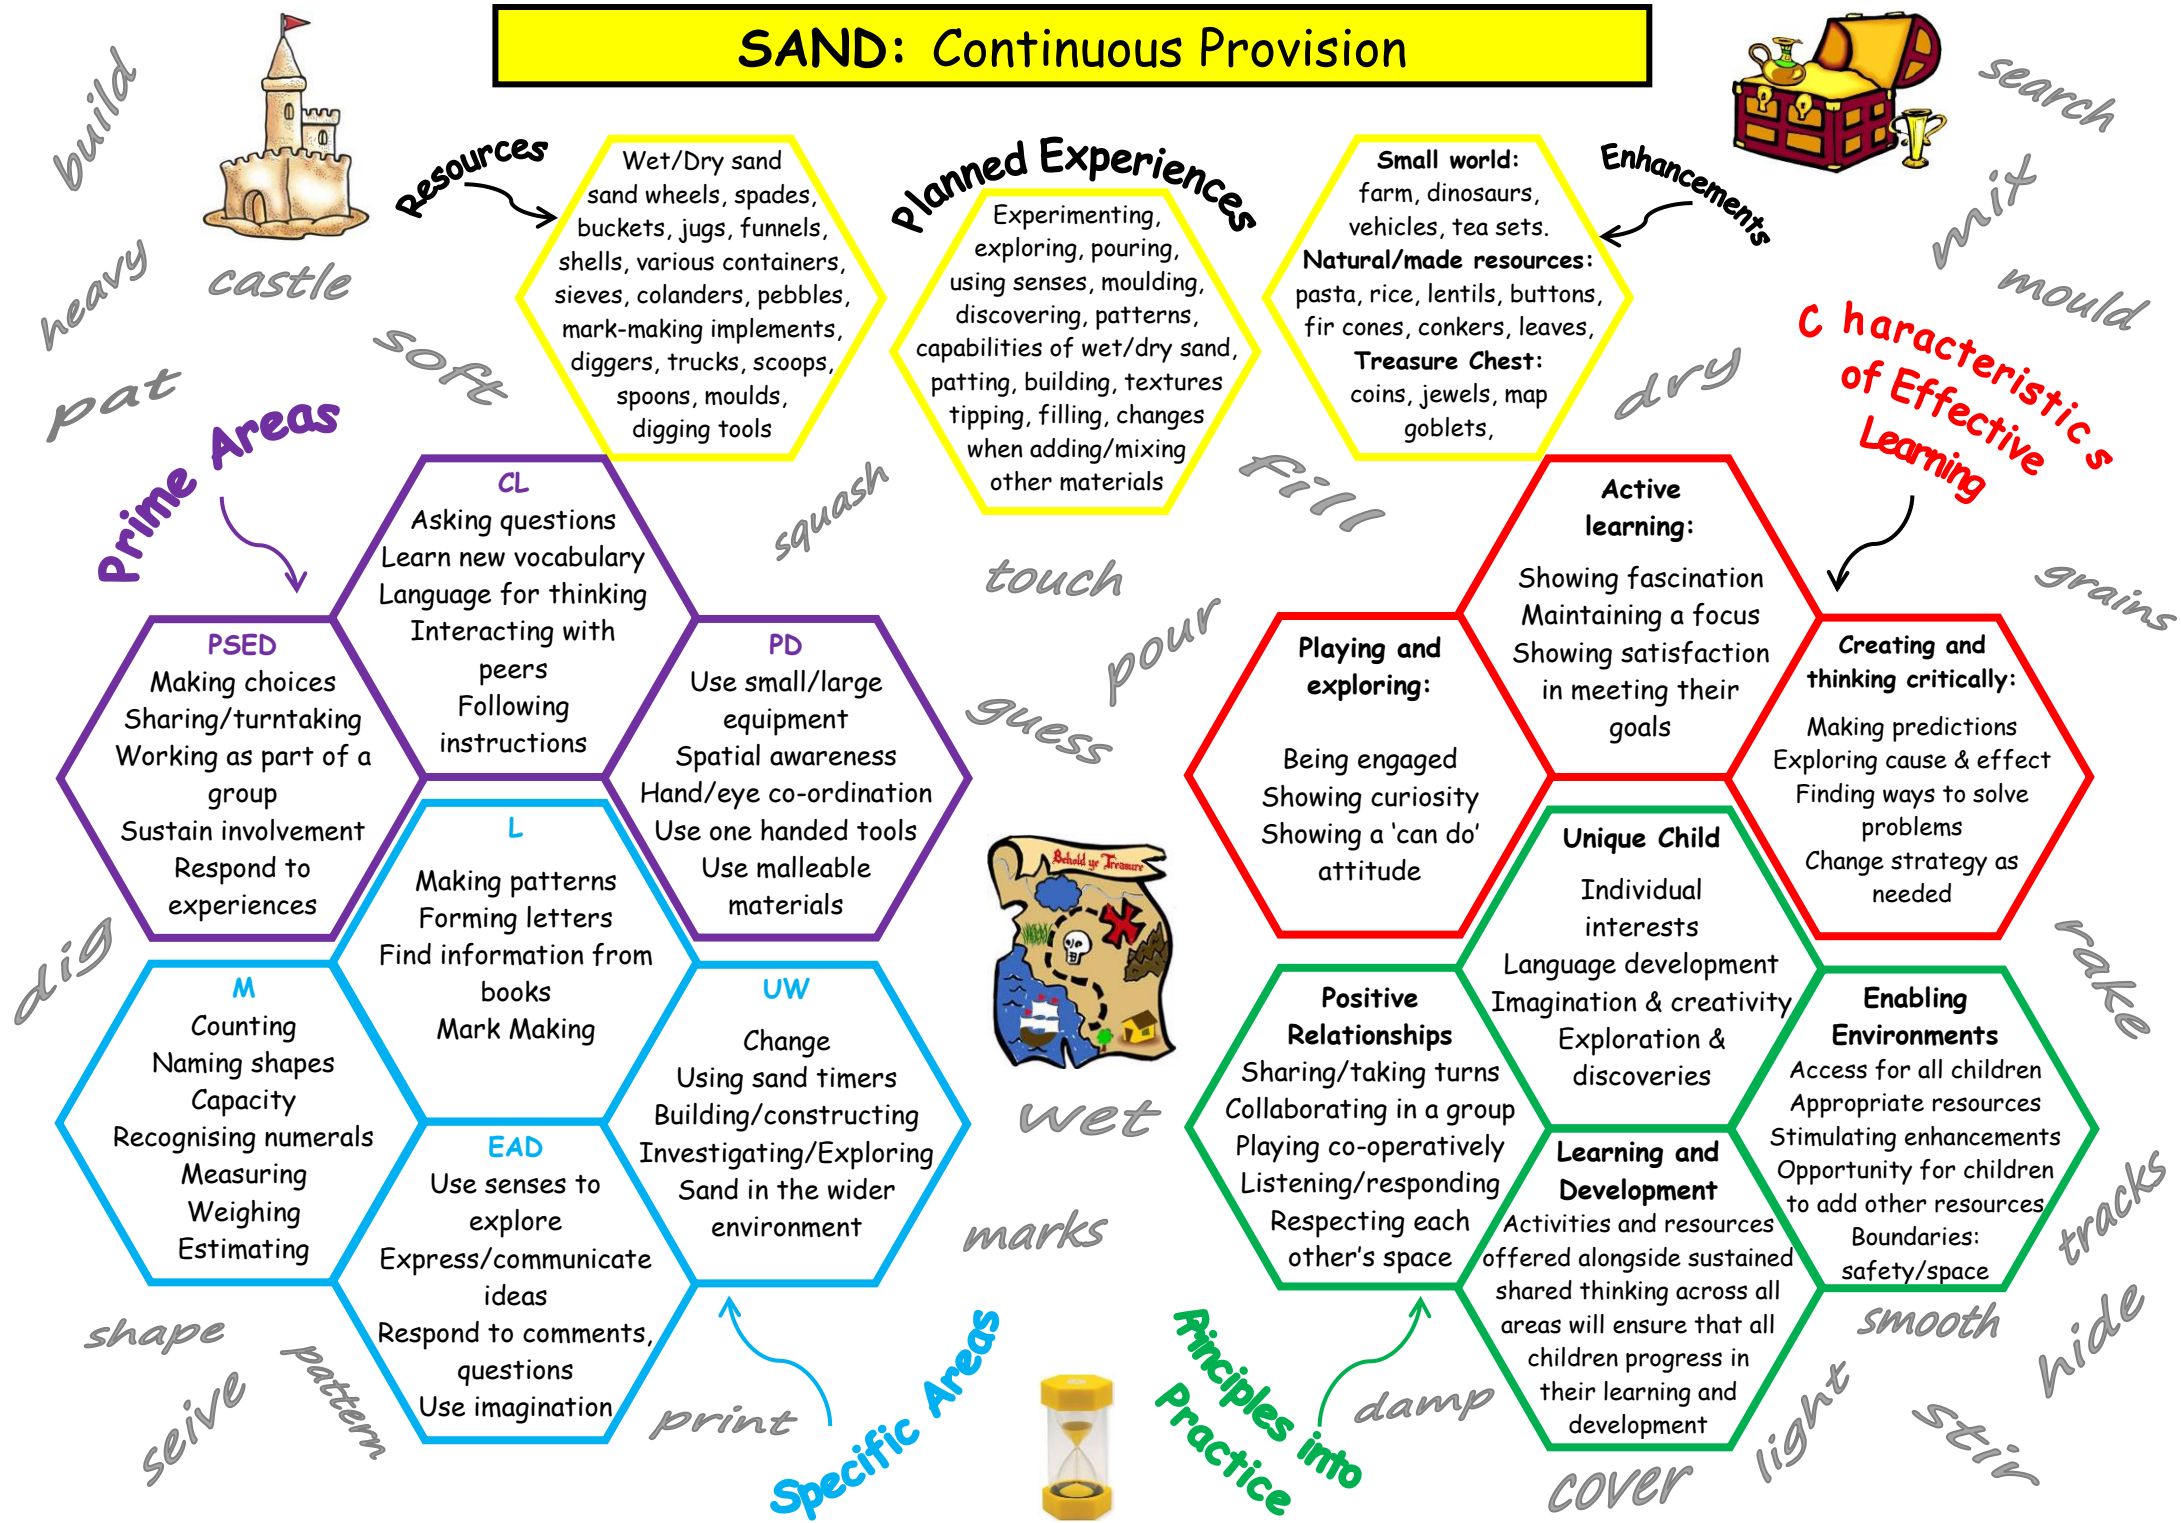 SAND: Continuous Provision
build
heavy
castle
pat
soft
search
mit
mould
dry
Resources
Wet/Dry sand
sand wheels, spades,
buckets, jugs, funnels,
shells, various containers,
sieves, colanders, pebbles,
mark-making implements,
diggers, trucks, scoops,
spoons, moulds,
digging tools
Planned Experiences
Experimenting,
exploring, pouring,
using senses, moulding,
discovering, patterns,
capabilities of wet/dry sand,
patting, building, textures
tipping, filling, changes
when adding/mixing
other materials
Enhancements
Small world:
farm, dinosaurs,
vehicles, tea sets.
Natural/made resources:
pasta, rice, lentils, buttons,
fir cones, conkers, leaves,
Treasure Chest:
coins, jewels, map
goblets,
squash
fill
touch
pour
guess
grains
Prime Areas
CL
Asking questions
Learn new vocabulary
Language for thinking
Interacting with
peers
Following
instructions
PSED
Making choices
Sharing/turntaking
Working as part of a
group
Sustain involvement
Respond to
experiences
PD
Use small/large
equipment
Spatial awareness
Hand/eye co-ordination
Use one handed tools
Use malleable
materials
Characteristics
of Effective
Learning
Active
learning:
Showing fascination
Maintaining a focus
Showing satisfaction
in meeting their
goals
Playing and
exploring:
Being engaged
Showing curiosity
Showing a ‘can do’
attitude
Creating and
thinking critically:
Making predictions
Exploring cause & effect
Finding ways to solve
problems
Change strategy as
needed
L
Making patterns
Forming letters
Find information from
books
Mark Making
M
Counting
Naming shapes
Capacity
Recognising numerals
Measuring
Weighing
Estimating
UW
Change
Using sand timers
Building/constructing
Investigating/Exploring
Sand in the wider
environment
EAD
Use senses to
explore
Express/communicate
ideas
Respond to comments,
questions
Use imagination
Specific Areas
Behold ye Treasure
Unique Child
Individual
interests
Language development
Imagination & creativity
Exploration &
discoveries
Positive
Relationships
Sharing/taking turns
Collaborating in a group
Playing co-operatively
Listening/responding
Respecting each
other’s space
Enabling
Environments
Access for all children
Appropriate resources
Stimulating enhancements
Opportunity for children
to add other resources
Boundaries:
safety/space
Learning and
Development
Activities and resources
offered alongside sustained
shared thinking across all
areas will ensure that all
children progress in
their learning and
development
Principles into
Practice
dig
rake
wet
marks
tracks
shape
pattern
seive
print
damp
smooth
hide
light
stir
cover